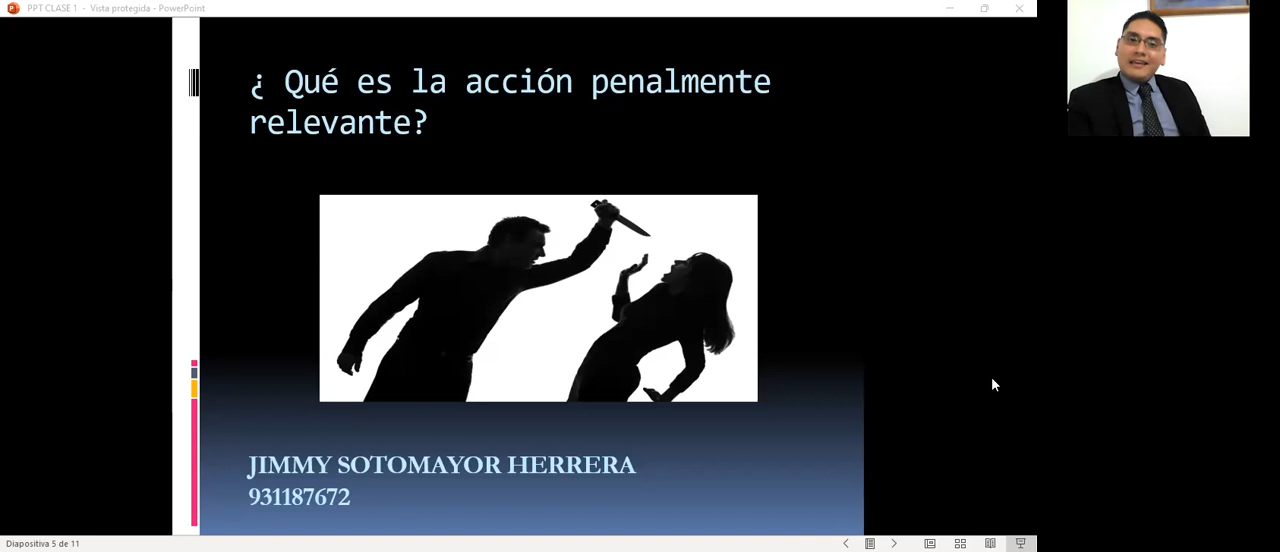 PPT CLASE 1 - Vista protegida - PowerPoint
¿ Qué es la acción penalmente
relevante?
JIMMY SOTOMAYOR HERRERA
931187672
Diapositiva 5 de 11